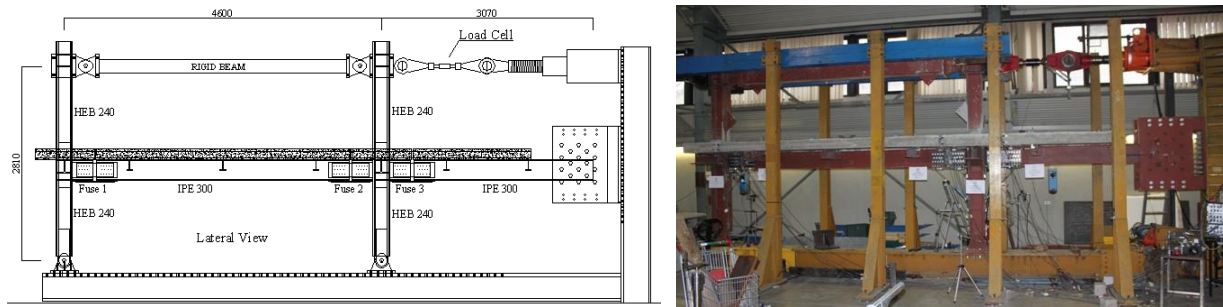 4600
3070
Load Cell
RIGID BEAM
HEB 240
HEB 240
2810
Fuse 1
IPE 300
Fuse 2
Fuse 3
IPE 300
HEB 240
HEB 240
Lateral View